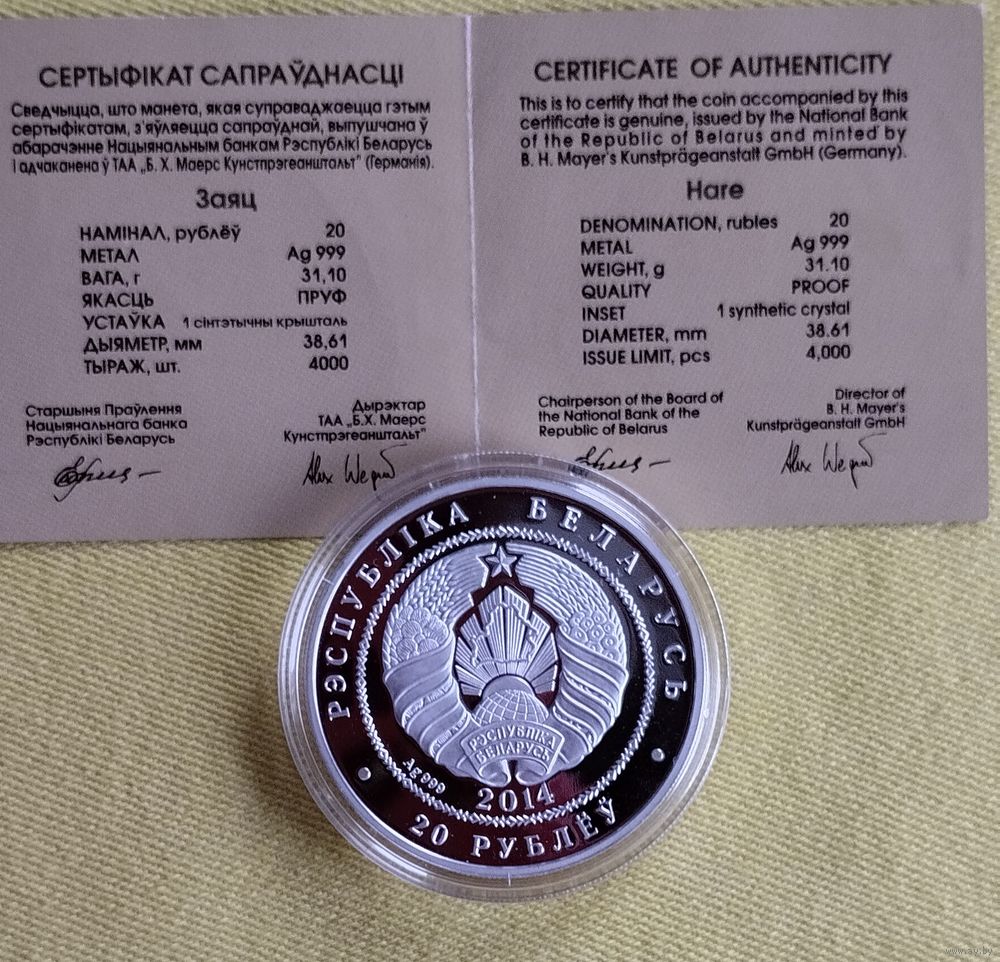 СЕРТЫФІКАТ САПРАЎДНАСЦІ
Сведчыцца, што манета, якая суправаджаецца гэтым
сертыфікатам, з'яўляецца сапраўднай, выпушчана ў
абарачэнне Нацыянальным банкам Рэспублікі Беларусь
і адчаканена ў ТАА „Б. Х. Маерс Кунстпрэгеанштальт" (Германія).
Заяц
НАМІНАЛ, рублёў 20
МЕТАЛ Ag 999
ВАГА, г 31,10
ЯКАСЦЬ ПРУФ
УСТАЎКА 1 сінтэтычны крышталь
ДЫЯМЕТР, мм 38,61
ТЫРАЖ, шт. 4000
Старшыня Праўлення
Нацыянальнага банка
Рэспублікі Беларусь
Дырэктар
ТАА „Б.Х. Маерс
Кунстпрэгеанштальт"
CERTIFICATE OF AUTHENTICITY
This is to certify that the coin accompanied by this
certificate is genuine, issued by the National Bank
of the Republic of Belarus and minted by
B. H. Mayer's Kunstprägeanstalt GmbH (Germany).
Hare
DENOMINATION, rubles 20
METAL Ag 999
WEIGHT, g 31.10
QUALITY PROOF
INSET 1 synthetic crystal
DIAMETER, mm 38.61
ISSUE LIMIT, pcs 4,000
Chairperson of the Board of
the National Bank of the
Republic of Belarus
Director of
B. H. Mayer's
Kunstprägeanstalt GmbH
РЭСПУБЛІКА БЕЛАРУСЬ
РЭСПУБЛІКА
БЕЛАРУСЬ
Ag 999
2014
20 РУБЛЁЎ
www.ay.by